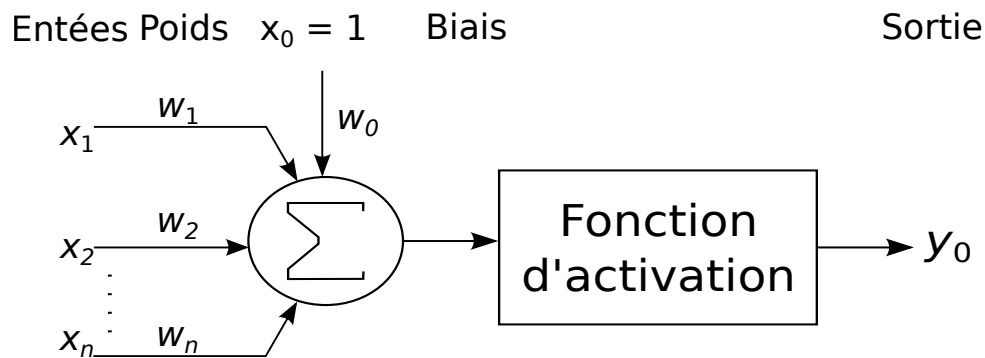 Entées Poids x₀ = 1 Biais Sortie
w₁
w₀
x₁
w₂
x₂
Fonction
d'activation
y₀
wₙ
xₙ